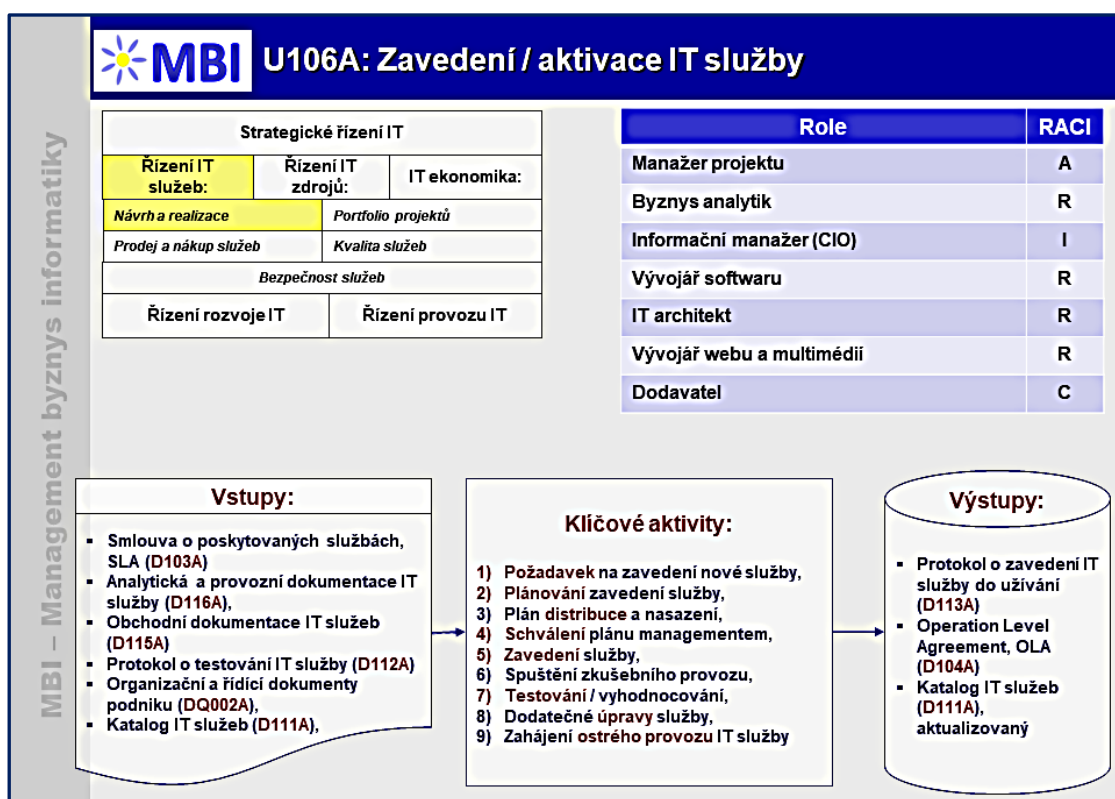 MBI U106A: Zavedení / aktivace IT služby
MBI – Management byznys informatiky
Strategické řízení IT
Řízení IT
služeb:
Řízení IT
zdrojů:
IT ekonomika:
Návrh a realizace
Portfolio projektů
Prodej a nákup služeb
Kvalita služeb
Bezpečnost služeb
Řízení rozvoje IT
Řízení provozu IT
Role RACI
Manažer projektu A
Byznys analytik R
Informační manažer (CIO) I
Vývojář softwaru R
IT architekt R
Vývojář webu a multimédií R
Dodavatel C
Vstupy:
▪ Smlouva o poskytovaných službách,
SLA (D103A)
▪ Analytická a provozní dokumentace IT
služby (D116A),
▪ Obchodní dokumentace IT služeb
(D115A)
▪ Protokol o testování IT služby (D112A)
▪ Organizační a řídící dokumenty
podniku (DQ002A)
▪ Katalog IT služeb (D111A),
Klíčové aktivity:
1) Požadavek na zavedení nové služby,
2) Plánování zavedení služby,
3) Plán distribuce a nasazení,
4) Schválení plánu managementem,
5) Zavedení služby,
6) Spuštění zkušebního provozu,
7) Testování / vyhodnocování,
8) Dodatečné úpravy služby,
9) Zahájení ostrého provozu IT služby
Výstupy:
▪ Protokol o zavedení IT
služby do užívání
(D113A)
▪ Operation Level
Agreement, OLA
(D104A)
▪ Katalog IT služeb
(D111A),
aktualizovaný